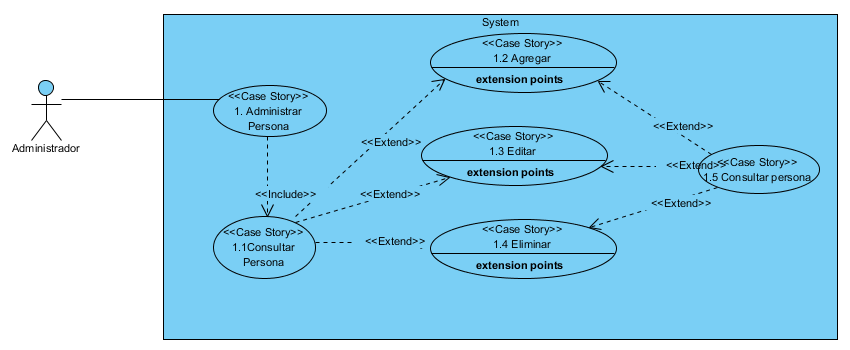 System
<<Case Story>>
1.2 Agregar
extension points
<<Case Story>>
1. Administrar
Persona
Administrador
<<Extend>>
<<Extend>>
<<Case Story>>
1.3 Editar
extension points
<<Extend>>
<<Case Story>>
1.5 Consultar persona
<<Include>>
<<Extend>>
<<Extend>>
<<Case Story>>
1.1Consultar
Persona
<<Extend>>
<<Case Story>>
1.4 Eliminar
extension points